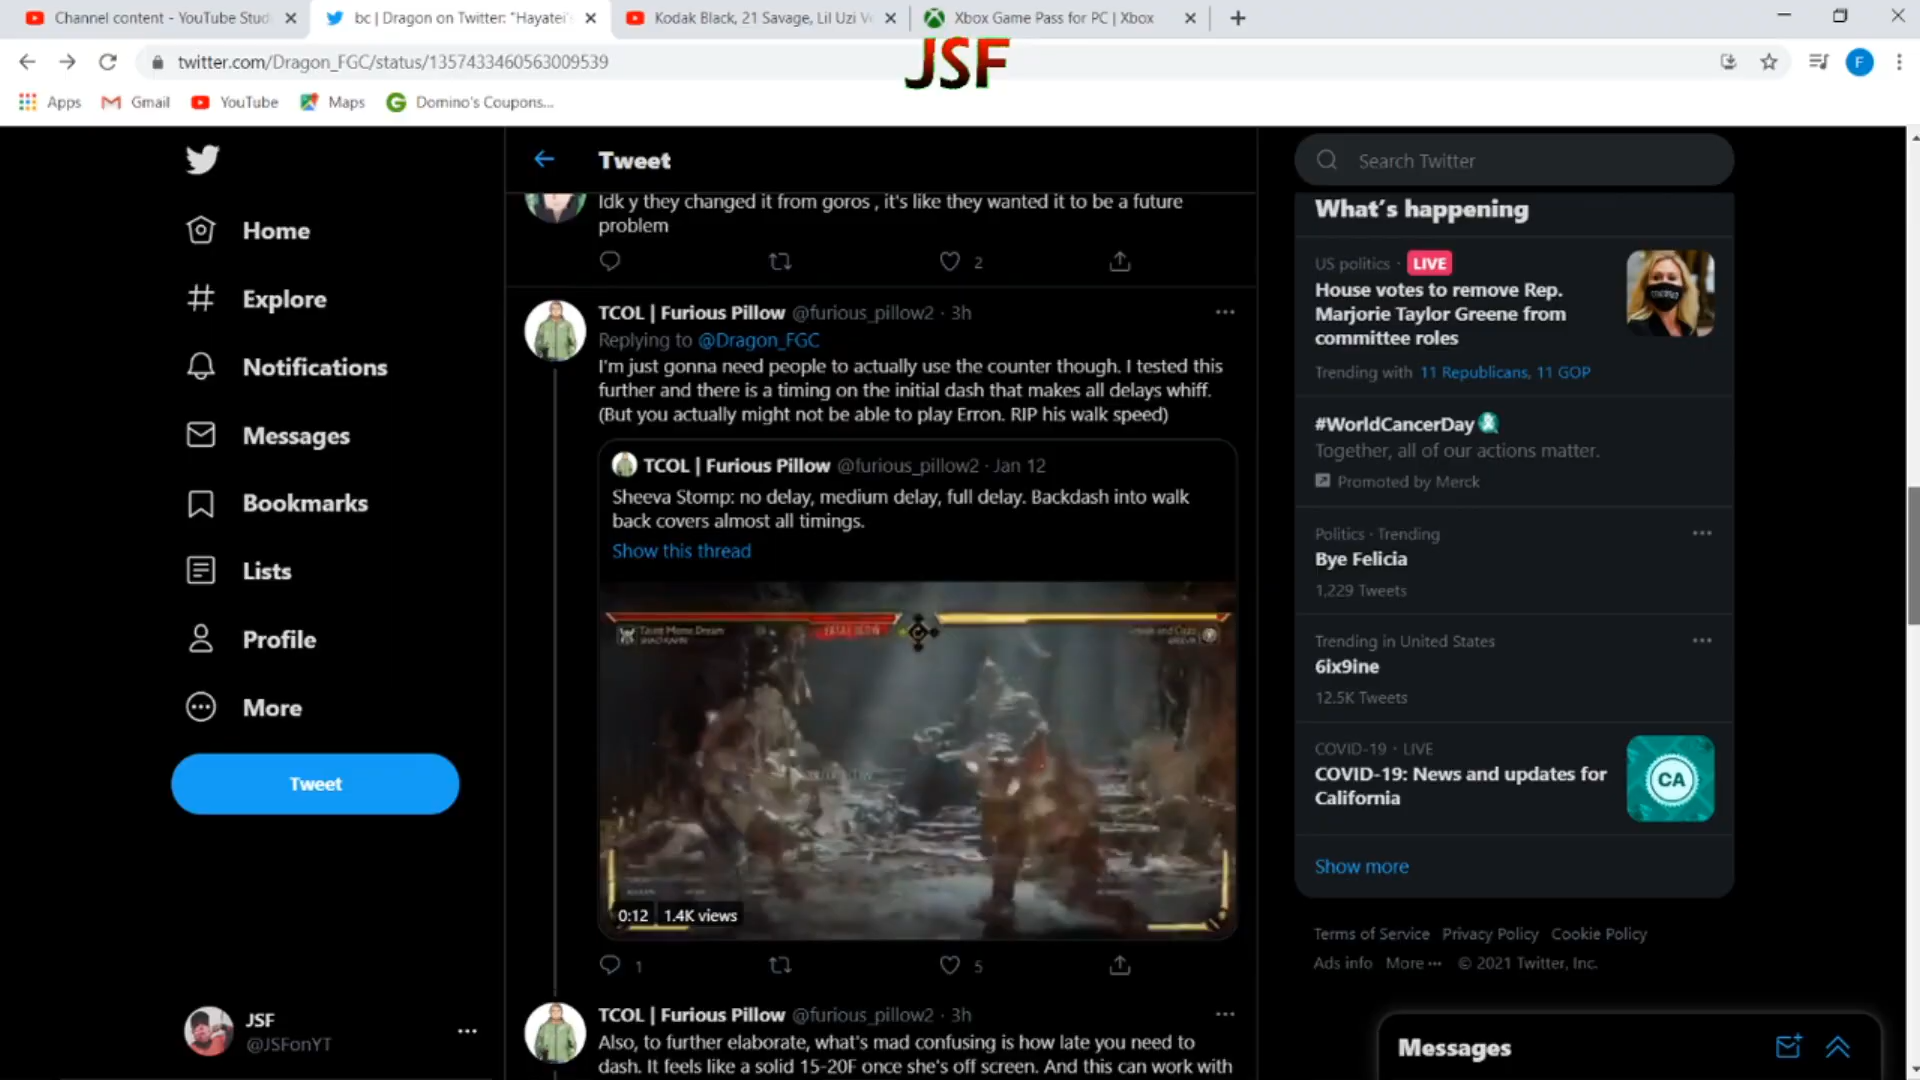 Channel content - YouTube Stud
bc | Dragon on Twitter: "Hayatei
Kodak Black, 21 Savage, Lil Uzi V
Xbox Game Pass for PC | Xbox
JSF
twitter.com/Dragon_FGC/status/1357433460563009539
F
Apps
Gmail
YouTube
Maps
Domino's Coupons...
Home
Explore
Notifications
Messages
Bookmarks
Lists
Profile
More
Tweet
JSF
@JSFonYT
Tweet
Idk y they changed it from goros , it's like they wanted it to be a future
problem
2
TCOL | Furious Pillow @furious_pillow2 · 3h
Replying to @Dragon_FGC
I'm just gonna need people to actually use the counter though. I tested this
further and there is a timing on the initial dash that makes all delays whiff.
(But you actually might not be able to play Erron. RIP his walk speed)
TCOL | Furious Pillow @furious_pillow2 · Jan 12
Sheeva Stomp: no delay, medium delay, full delay. Backdash into walk
back covers almost all timings.
Show this thread
FATAL BLOW
0:12 1.4K views
1
5
TCOL | Furious Pillow @furious_pillow2 · 3h
Also, to further elaborate, what's mad confusing is how late you need to
dash. It feels like a solid 15-20F once she's off screen. And this can work with
Search Twitter
What's happening
US politics · LIVE
House votes to remove Rep.
Marjorie Taylor Greene from
committee roles
Trending with 11 Republicans, 11 GOP
#WorldCancerDay
Together, all of our actions matter.
Promoted by Merck
Politics · Trending
Bye Felicia
1,229 Tweets
Trending in United States
6ix9ine
12.5K Tweets
COVID-19 · LIVE
COVID-19: News and updates for
California
CA
Show more
Terms of Service Privacy Policy Cookie Policy
Ads info More ··· © 2021 Twitter, Inc.
Messages